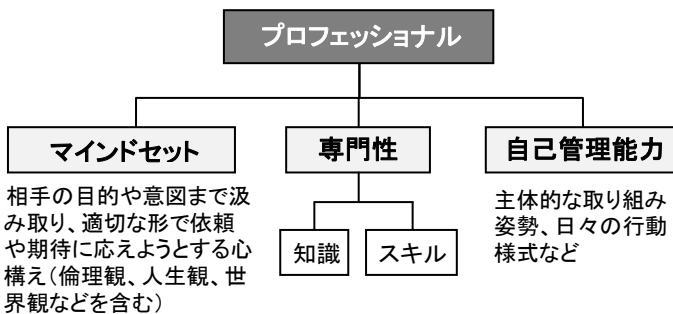 プロフェッショナル
マインドセット
専門性
自己管理能力
相手の目的や意図まで汲
み取り、適切な形で依頼
や期待に応えようとする心
構え(倫理観、人生観、世
界観などを含む)
知識
スキル
主体的な取り組み
姿勢、日々の行動
様式など